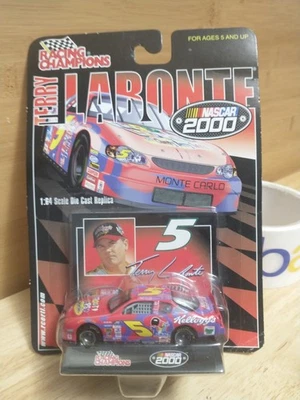 RACING CHAMPIONS
FOR AGES 5 AND UP
TERRY LABONTE
NASCAR
2000
5
MONTE CARLO
1:64 Scale Die Cast Replica
5
Terry Labonte
5
Kellogg's
www.rcertl.com
RACING CHAMPIONS
NASCAR
2000